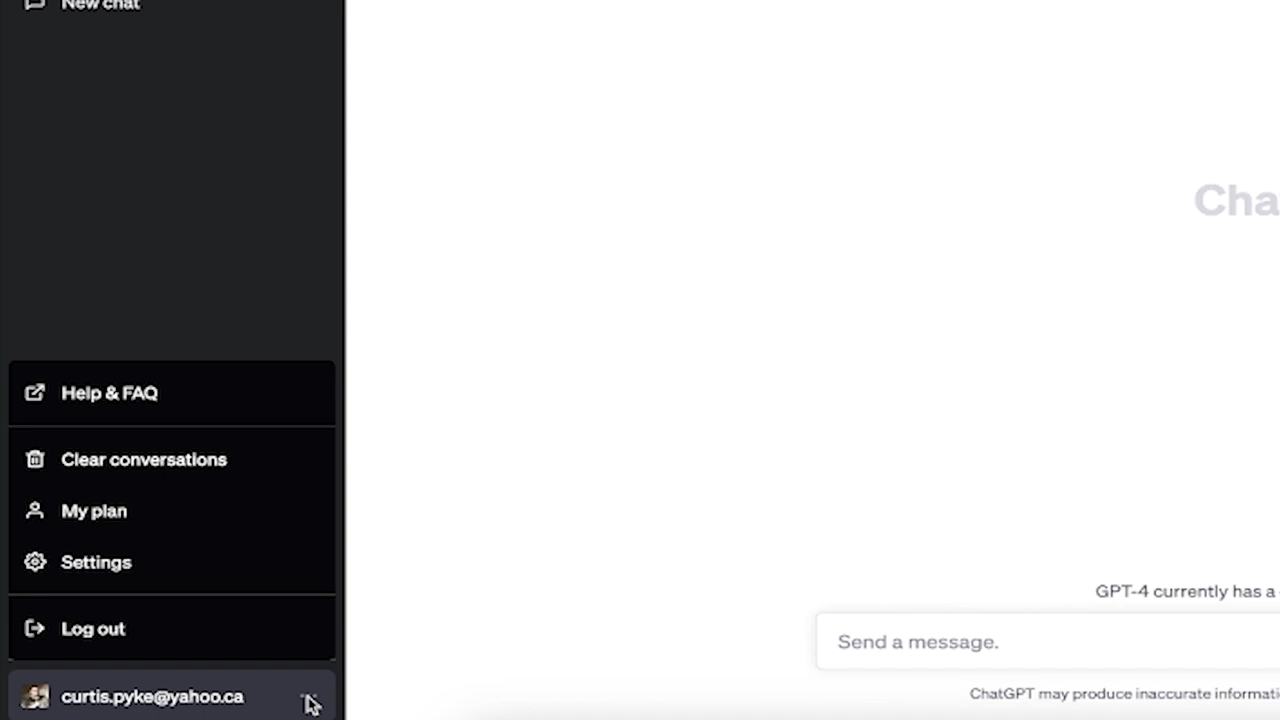 New chat
Cha
Help & FAQ
Clear conversations
My plan
Settings
GPT-4 currently has a
Send a message.
Log out
curtis.pyke@yahoo.ca
ChatGPT may produce inaccurate informati